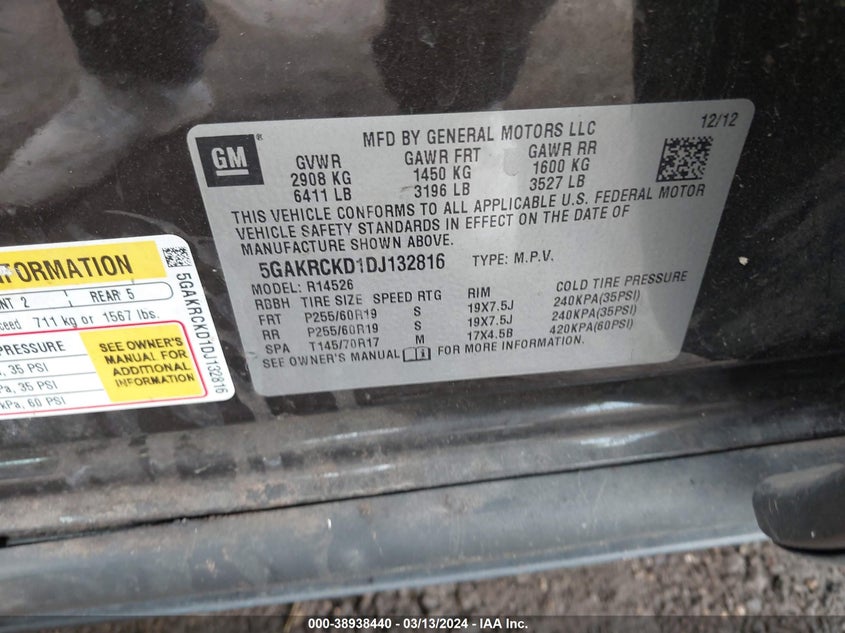 GM
MFD BY GENERAL MOTORS LLC
12/12
GVWR GAWR FRT GAWR RR
2908 KG 1450 KG 1600 KG
6411 LB 3196 LB 3527 LB
THIS VEHICLE CONFORMS TO ALL APPLICABLE U.S. FEDERAL MOTOR
VEHICLE SAFETY STANDARDS IN EFFECT ON THE DATE OF
MANUFACTURE SHOWN ABOVE.
5GAKRCKD1DJ132816 TYPE: M.P.V.
MODEL: R14526
RDBH TIRE SIZE SPEED RTG RIM COLD TIRE PRESSURE
FRT P255/60R19 S 19X7.5J 240KPA(35PSI)
RR P255/60R19 S 19X7.5J 240KPA(35PSI)
SPA T145/70R17 M 17X4.5B 420KPA(60PSI)
SEE OWNER'S MANUAL FOR MORE INFORMATION.
INFORMATION
2 REAR 5
711 kg or 1567 lbs.
PRESSURE
35 PSI
35 PSI
60 PSI
SEE OWNER'S
MANUAL FOR
ADDITIONAL
INFORMATION
5GAKRCKD1DJ132816
000-38938440 — 03/13/2024 — IAA, Inc.